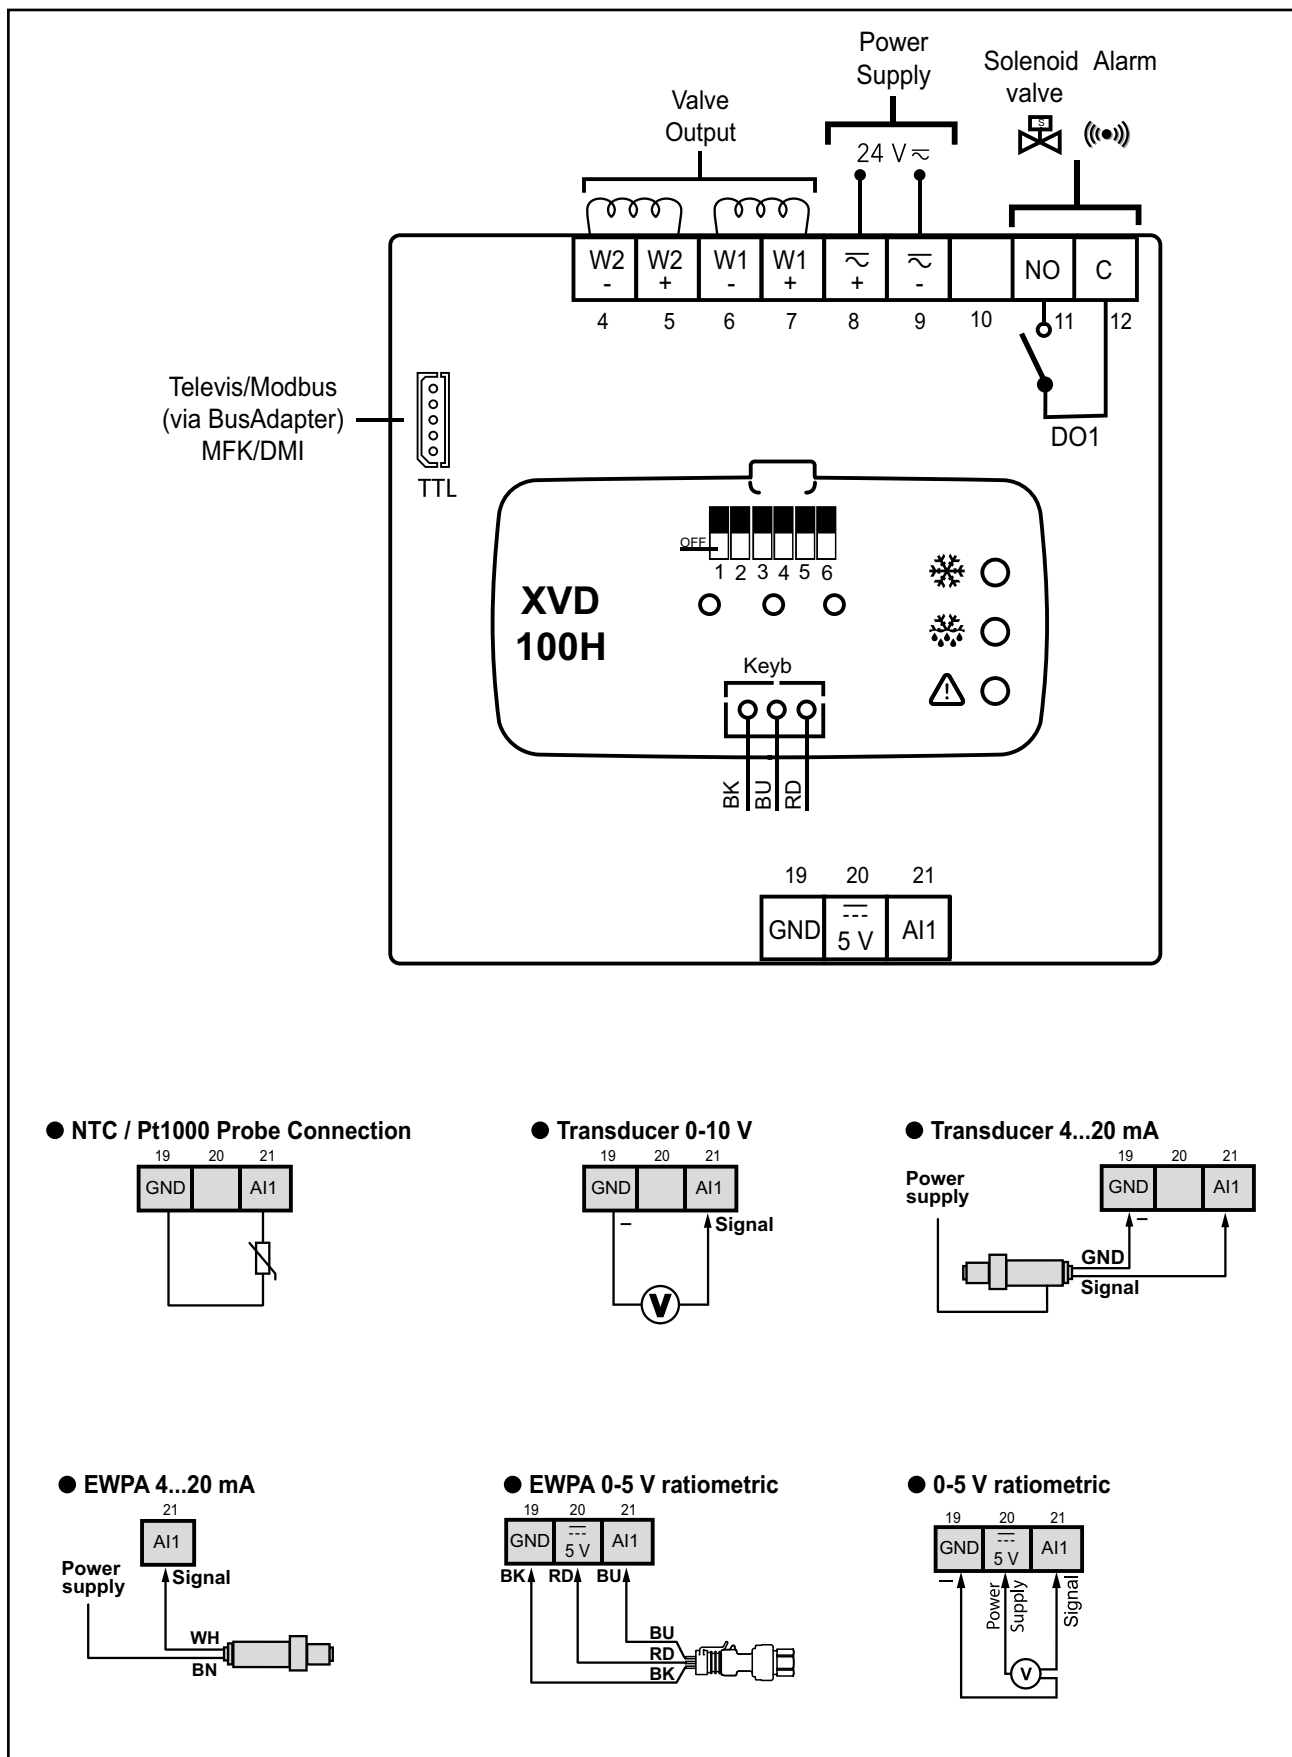 Power
Supply
Solenoid Alarm
valve
Valve
Output
S
24 V
W2
-
W2
+
W1
-
W1
+
+
-
NO
C
4 5 6 7 8 9 10 11 12
Televis/Modbus
(via BusAdapter)
MFK/DMI
TTL
DO1
OFF
1 2 3 4 5 6
XVD
100H
!
Keyb
BK
BU
RD
19 20 21
GND
5 V
AI1
● NTC / Pt1000 Probe Connection
19 20 21
GND
AI1
● Transducer 0-10 V
19 20 21
GND
AI1
–
Signal
V
● Transducer 4...20 mA
19 20 21
Power
supply
GND
AI1
–
GND
Signal
● EWPA 4...20 mA
21
AI1
Power
supply
Signal
WH
BN
● EWPA 0-5 V ratiometric
19 20 21
GND
5 V
AI1
BK RD BU
BU
RD
BK
● 0-5 V ratiometric
19 20 21
GND
5 V
AI1
–
Power
Supply
Signal
V